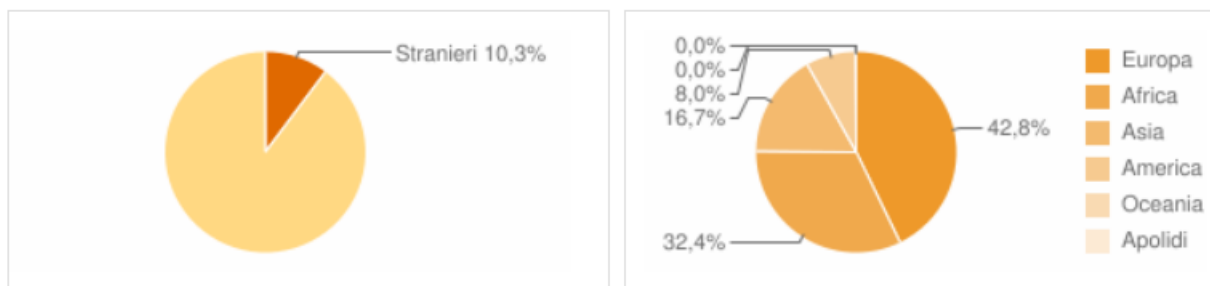 Stranieri 10,3%
0,0%
0,0%
8,0%
16,7%
32,4%
42,8%
Europa
Africa
Asia
America
Oceania
Apolidi